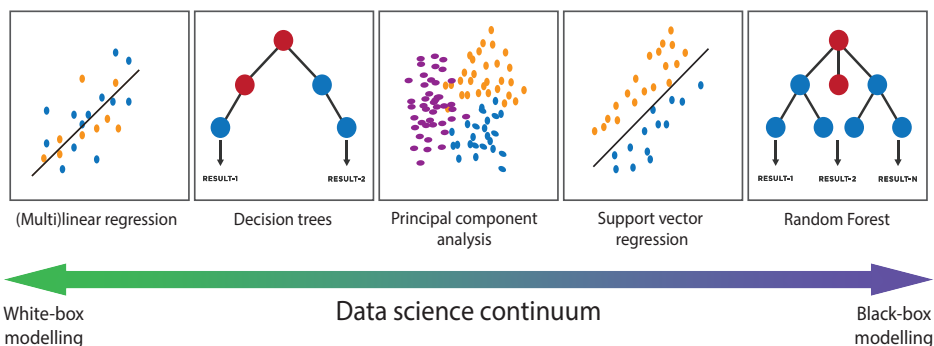 RESULT-1
RESULT-2
RESULT-1
RESULT-2
RESULT-N
(Multi)linear regression
Decision trees
Principal component
analysis
Support vector
regression
Random Forest
White-box
modelling
Data science continuum
Black-box
modelling